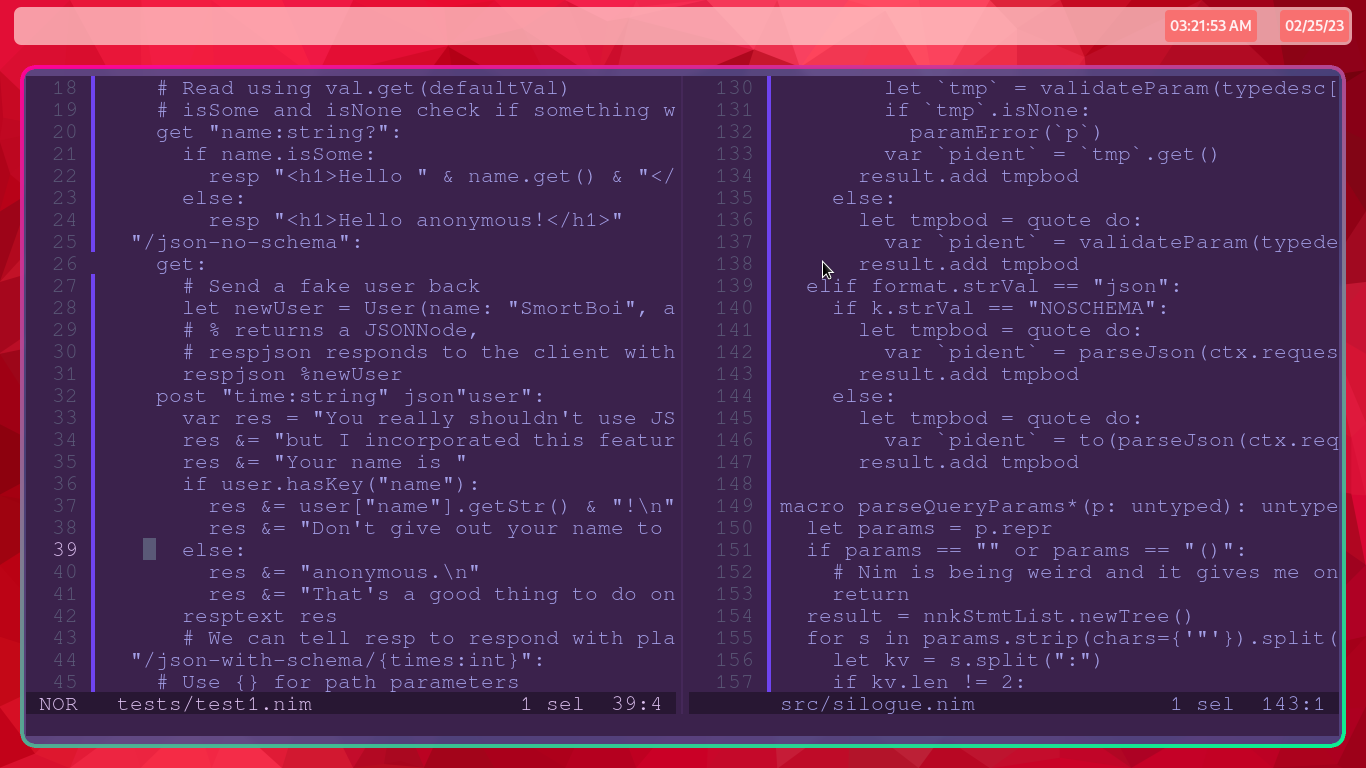 03:21:53 AM 02/25/23
18 # Read using val.get(defaultVal)
19 # isSome and isNone check if something w
20 get "name:string?":
21 if name.isSome:
22 resp "<h1>Hello " & name.get() & "</
23 else:
24 resp "<h1>Hello anonymous!</h1>"
25 "/json-no-schema":
26 get:
27 # Send a fake user back
28 let newUser = User(name: "SmortBoi", a
29 # % returns a JSONNode,
30 # respjson responds to the client with
31 respjson %newUser
32 post "time:string" json"user":
33 var res = "You really shouldn't use JS
34 res &= "but I incorporated this featur
35 res &= "Your name is "
36 if user.hasKey("name"):
37 res &= user["name"].getStr() & "!\n"
38 res &= "Don't give out your name to
39 else:
40 res &= "anonymous.\n"
41 res &= "That's a good thing to do on
42 resptext res
43 # We can tell resp to respond with pla
44 "/json-with-schema/{times:int}":
45 # Use {} for path parameters
NOR tests/test1.nim 1 sel 39:4
130 let `tmp` = validateParam(typedesc[
131 if `tmp`.isNone:
132 paramError(`p`)
133 var `pident` = `tmp`.get()
134 result.add tmpbod
135 else:
136 let tmpbod = quote do:
137 var `pident` = validateParam(typede
138 result.add tmpbod
139 elif format.strVal == "json":
140 if k.strVal == "NOSCHEMA":
141 let tmpbod = quote do:
142 var `pident` = parseJson(ctx.reques
143 result.add tmpbod
144 else:
145 let tmpbod = quote do:
146 var `pident` = to(parseJson(ctx.req
147 result.add tmpbod
148
149 macro parseQueryParams*(p: untyped): untype
150 let params = p.repr
151 if params == "" or params == "()":
152 # Nim is being weird and it gives me on
153 return
154 result = nnkStmtList.newTree()
155 for s in params.strip(chars={'"'}).split(
156 let kv = s.split(":")
157 if kv.len != 2:
src/silogue.nim 1 sel 143:1